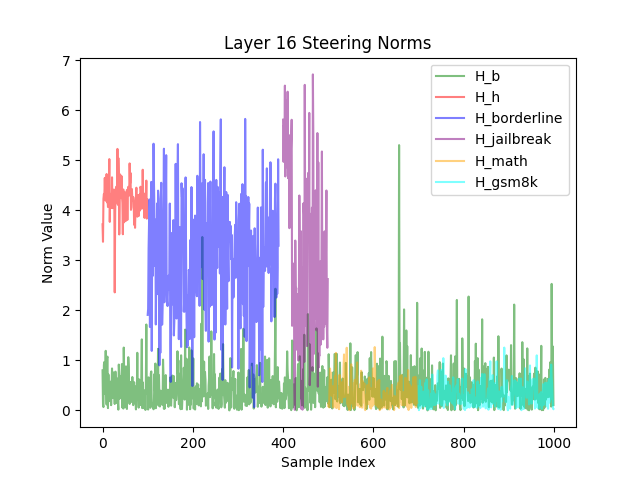 Layer 16 Steering Norms
7
6
5
4
3
2
1
0
Norm Value
0 200 400 600 800 1000
Sample Index
H_b
H_h
H_borderline
H_jailbreak
H_math
H_gsm8k